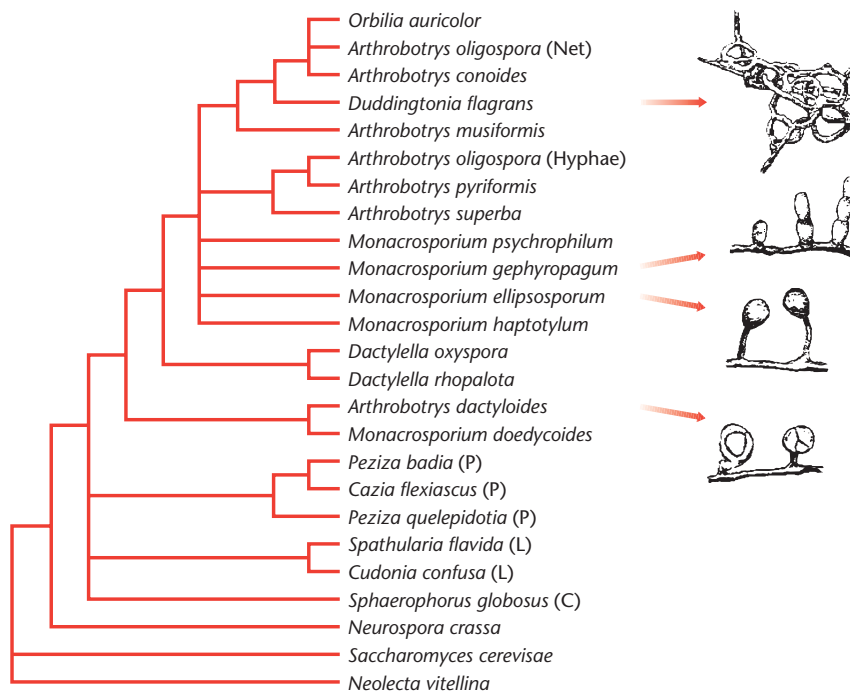 Orbilia auricolor
Arthrobotrys oligospora (Net)
Arthrobotrys conoides
Duddingtonia flagrans
Arthrobotrys musiformis
Arthrobotrys oligospora (Hyphae)
Arthrobotrys pyriformis
Arthrobotrys superba
Monacrosporium psychrophilum
Monacrosporium gephyropagum
Monacrosporium ellipsosporum
Monacrosporium haptotylum
Dactylella oxyspora
Dactylella rhopalota
Arthrobotrys dactyloides
Monacrosporium doedycoides
Peziza badia (P)
Cazia flexiascus (P)
Peziza quelepidotia (P)
Spathularia flavida (L)
Cudonia confusa (L)
Sphaerophorus globosus (C)
Neurospora crassa
Saccharomyces cerevisae
Neolecta vitellina